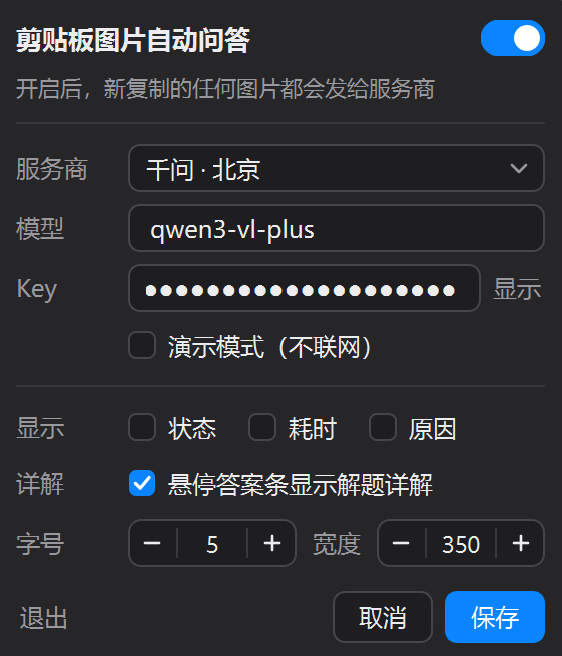 剪贴板图片自动问答
开启后，新复制的任何图片都会发给服务商
服务商 千问 · 北京
模型 qwen3-vl-plus
Key ●●●●●●●●●●●●●●●●●●●● 显示
演示模式（不联网）
显示 状态 耗时 原因
详解 悬停答案条显示解题详解
字号 − 5 + 宽度 − 350 +
退出 取消 保存